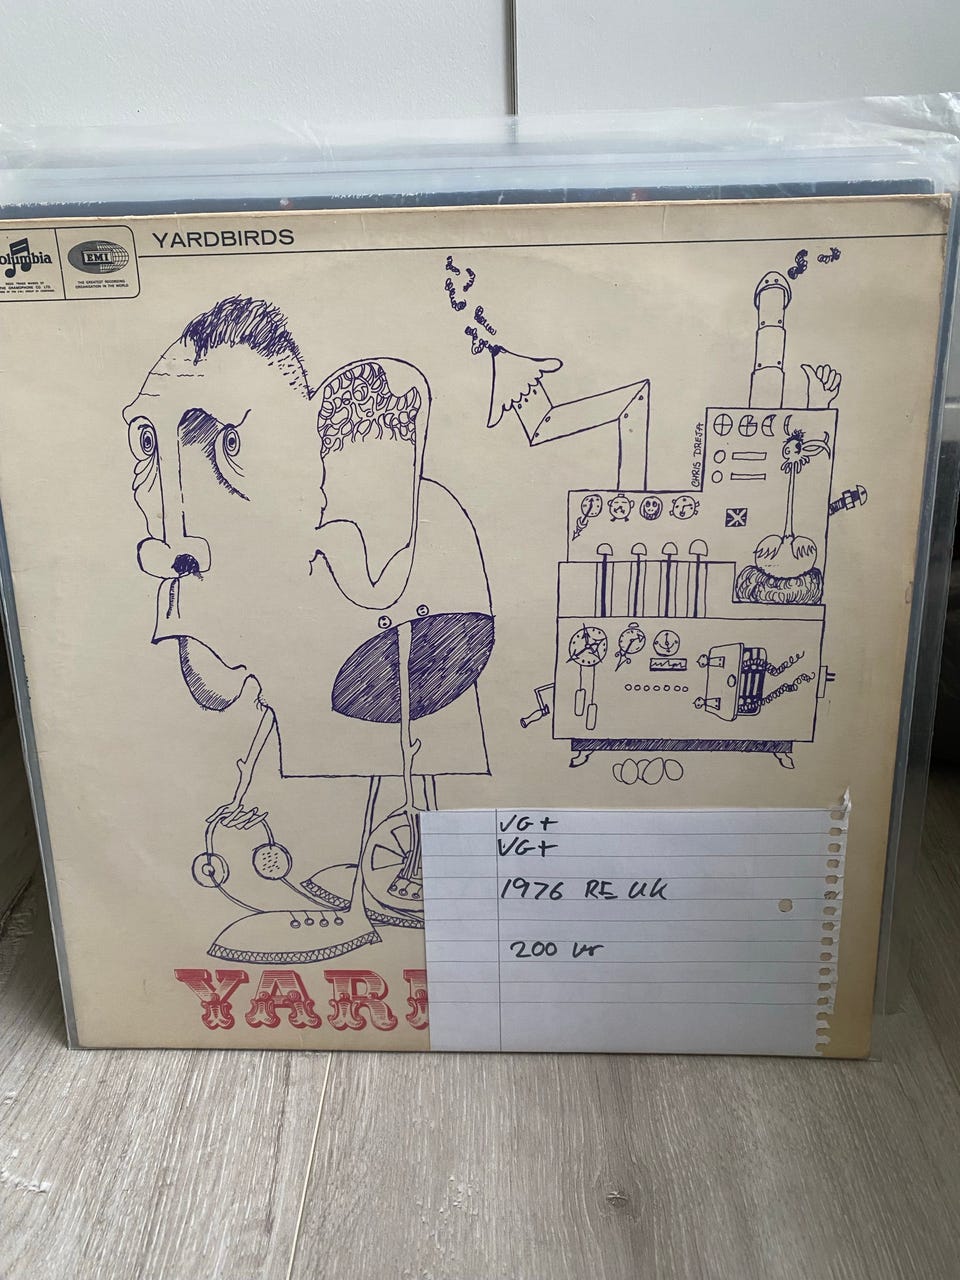 Columbia
EMI
THE GREATEST RECORDING
ORGANISATION IN THE WORLD
YARDBIRDS
CHRIS DREJA
VG+
VG+
1976 RE UK
200 kr
YAR